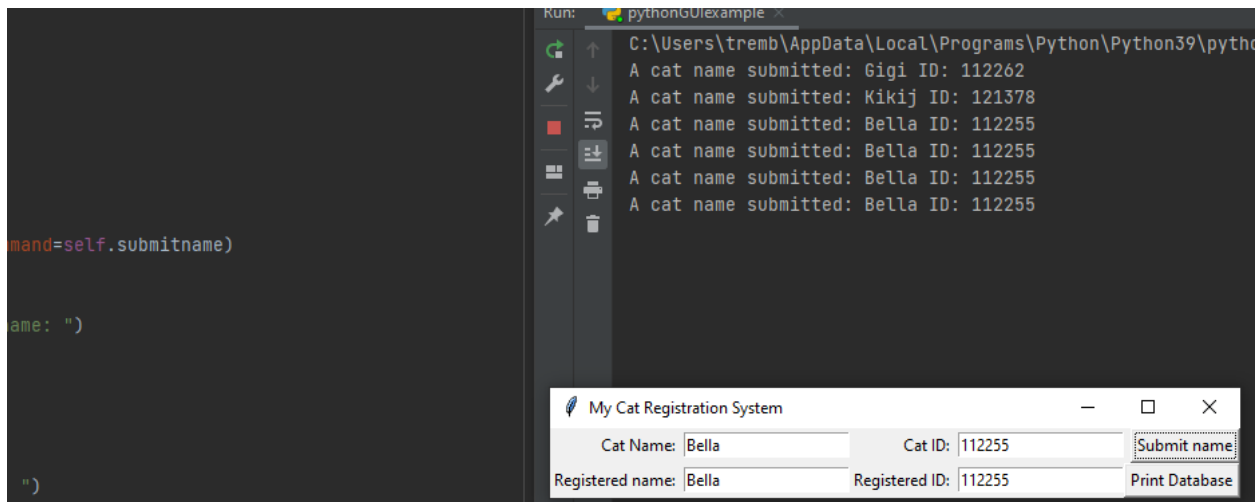 Run: pythonGUIexample
C:\Users\tremb\AppData\Local\Programs\Python\Python39\pytho
A cat name submitted: Gigi ID: 112262
A cat name submitted: Kikij ID: 121378
A cat name submitted: Bella ID: 112255
A cat name submitted: Bella ID: 112255
A cat name submitted: Bella ID: 112255
A cat name submitted: Bella ID: 112255
mmand=self.submitname)
ame: ")
")
My Cat Registration System
Cat Name: Bella Cat ID: 112255 Submit name
Registered name: Bella Registered ID: 112255 Print Database